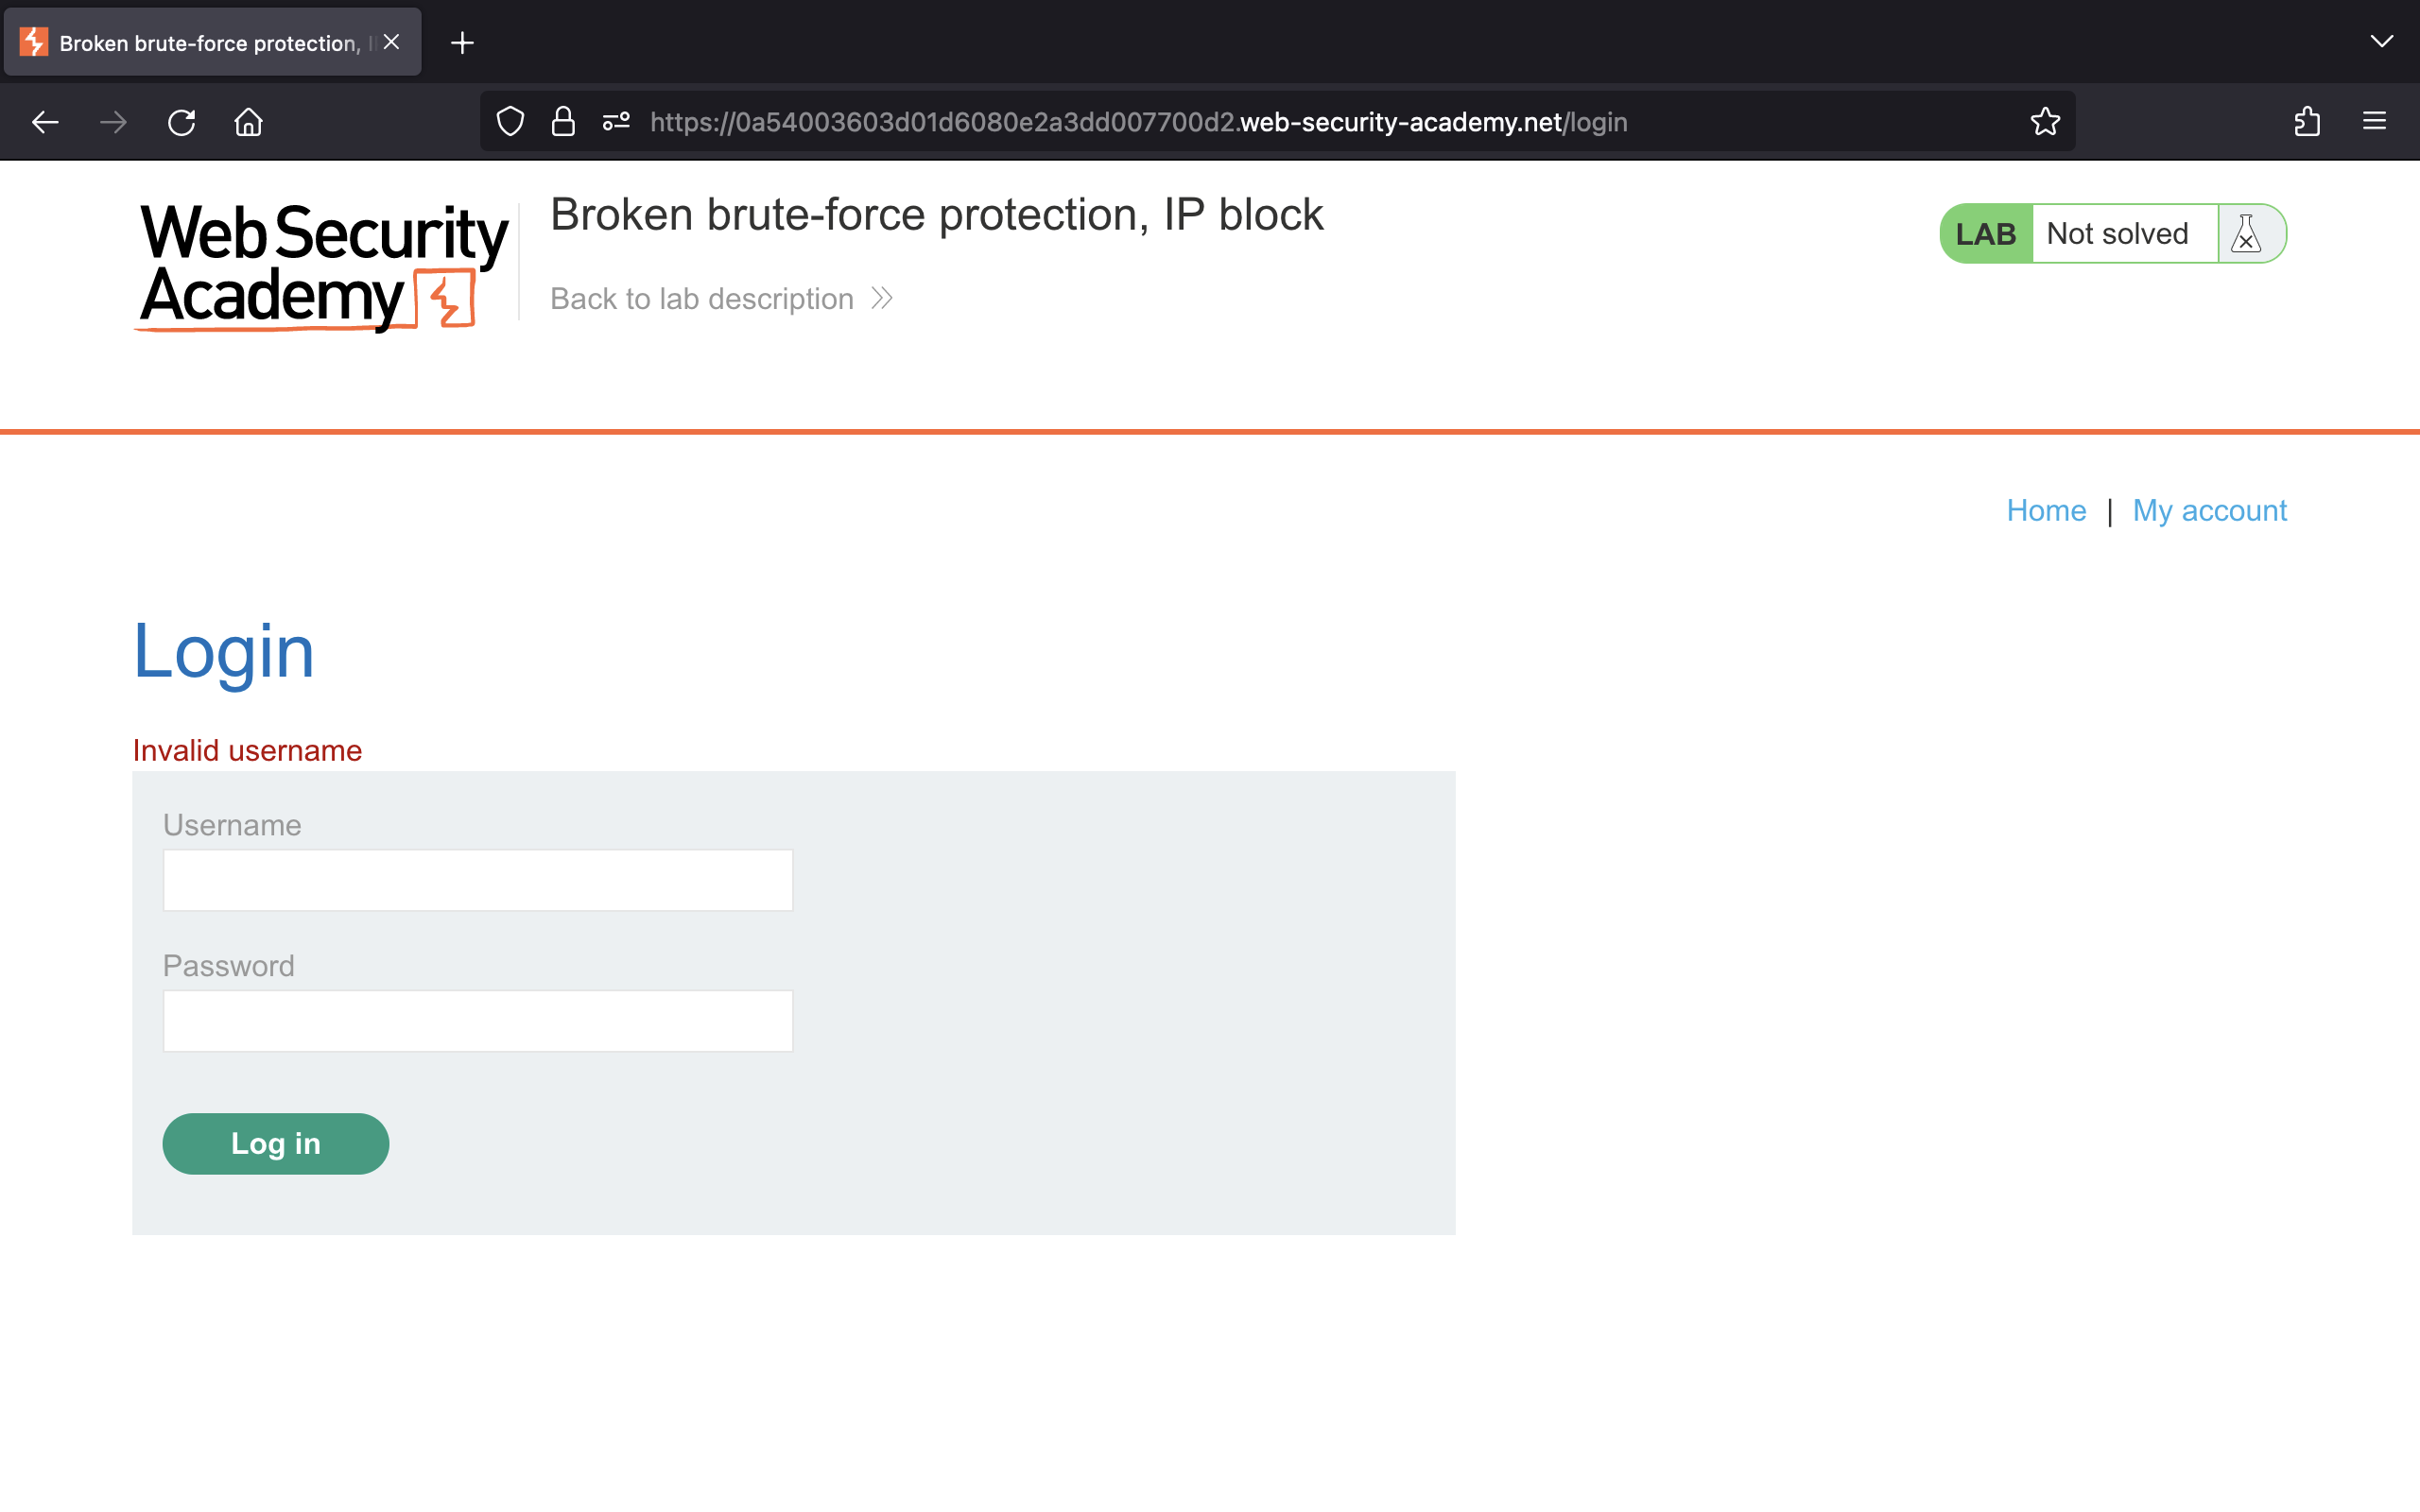 Broken brute-force protection,
https://0a54003603d01d6080e2a3dd007700d2.web-security-academy.net/login
Web Security
Academy
Broken brute-force protection, IP block
Back to lab description
LAB Not solved
Home | My account
Login
Invalid username
Username
Password
Log in